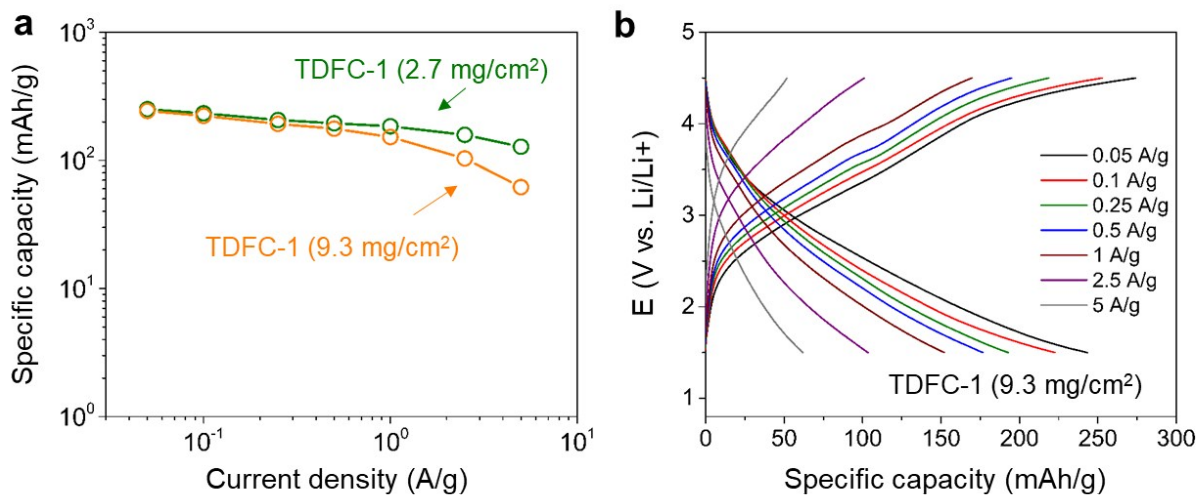 a
Specific capacity (mAh/g)
10³
10²
10¹
10⁰
TDFC-1 (2.7 mg/cm²)
TDFC-1 (9.3 mg/cm²)
10⁻¹ 10⁰ 10¹
Current density (A/g)
b
E (V vs. Li/Li+)
5
4
3
2
1
0.05 A/g
0.1 A/g
0.25 A/g
0.5 A/g
1 A/g
2.5 A/g
5 A/g
TDFC-1 (9.3 mg/cm²)
0 50 100 150 200 250 300
Specific capacity (mAh/g)